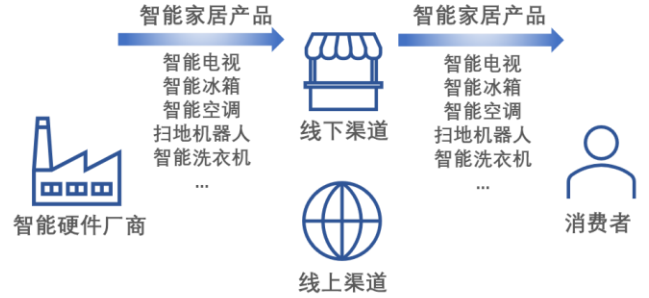 智能家居产品
智能电视
智能冰箱
智能空调
扫地机器人
智能洗衣机
...
智能硬件厂商
线下渠道
线上渠道
智能家居产品
智能电视
智能冰箱
智能空调
扫地机器人
智能洗衣机
...
消费者